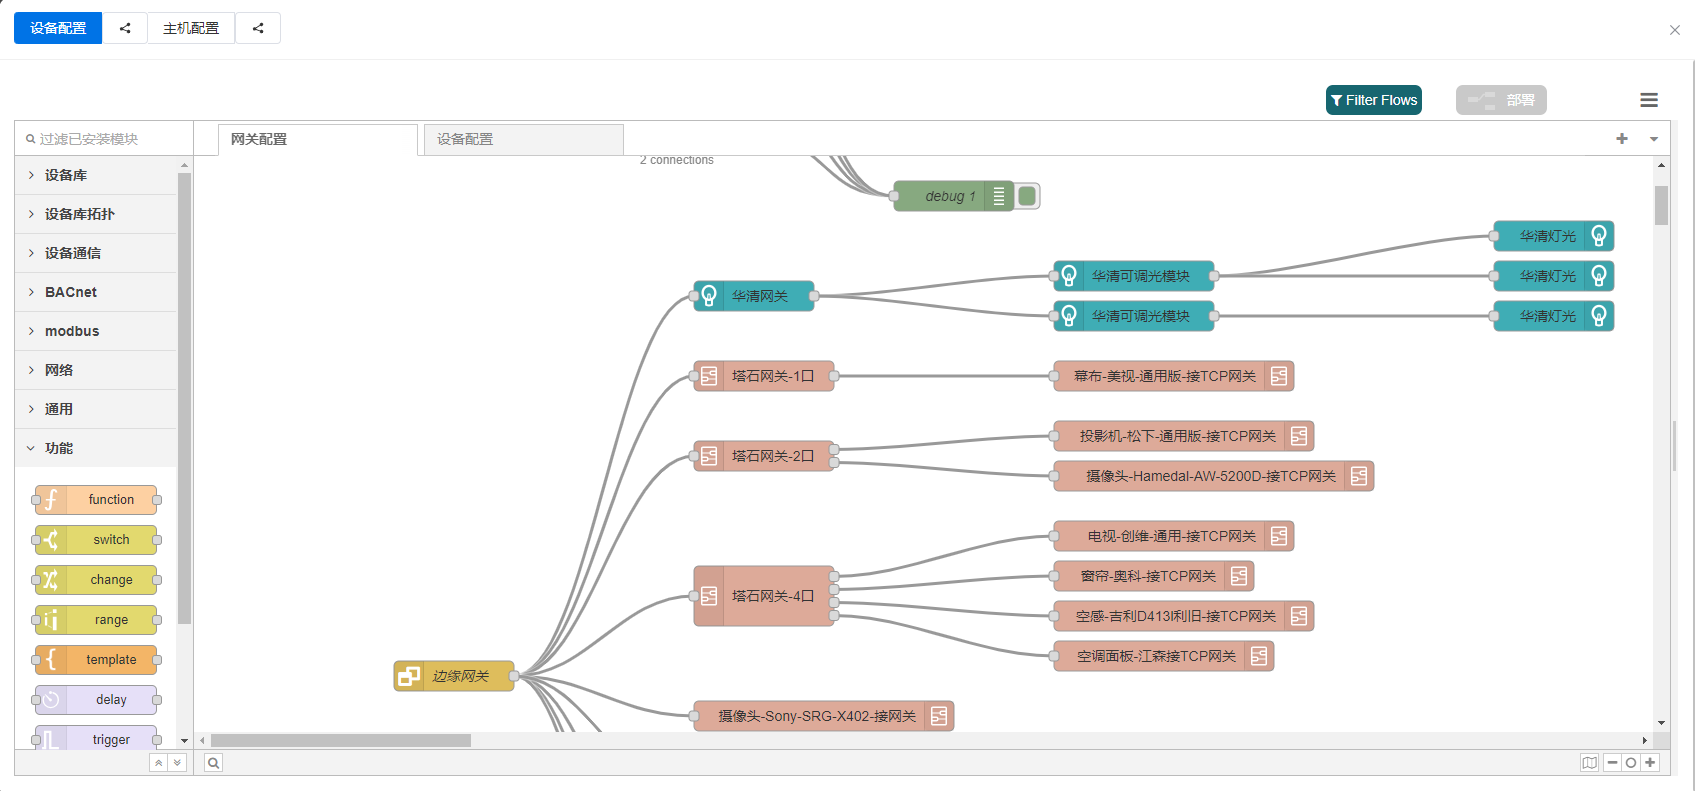 设备配置
主机配置
Filter Flows
部署
过滤已安装模块
网关配置
设备配置
设备库
设备库拓扑
设备通信
BACnet
modbus
网络
通用
功能
function
switch
change
range
template
delay
trigger
2 connections
debug 1
华清网关
华清可调光模块
华清可调光模块
华清灯光
华清灯光
华清灯光
塔石网关-1口
幕布-美视-通用版-接TCP网关
塔石网关-2口
投影机-松下-通用版-接TCP网关
摄像头-Hamedal-AW-5200D-接TCP网关
塔石网关-4口
电视-创维-通用-接TCP网关
窗帘-奥科-接TCP网关
空感-吉利D413I利旧-接TCP网关
空调面板-江森接TCP网关
边缘网关
摄像头-Sony-SRG-X402-接网关